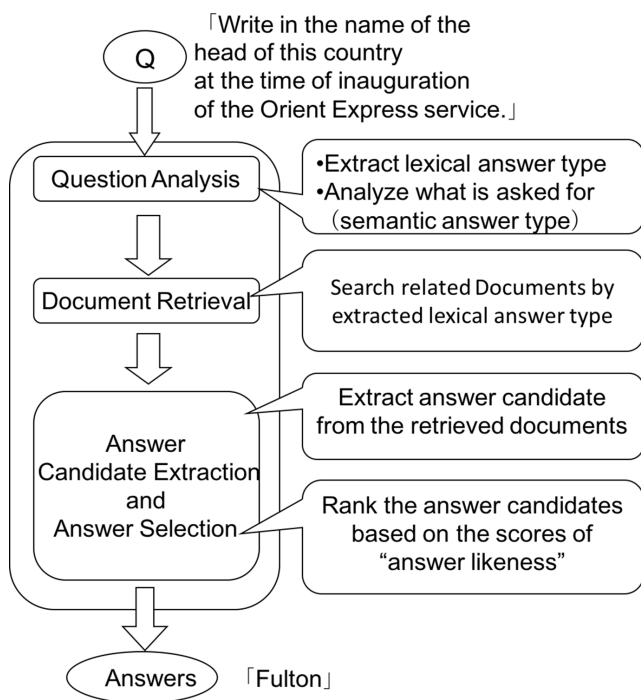 Q
「Write in the name of the
head of this country
at the time of inauguration
of the Orient Express service.」
Question Analysis
•Extract lexical answer type
•Analyze what is asked for
（semantic answer type）
Document Retrieval
Search related Documents by
extracted lexical answer type
Answer
Candidate Extraction
and
Answer Selection
Extract answer candidate
from the retrieved documents
Rank the answer candidates
based on the scores of
“answer likeness”
Answers
「Fulton」